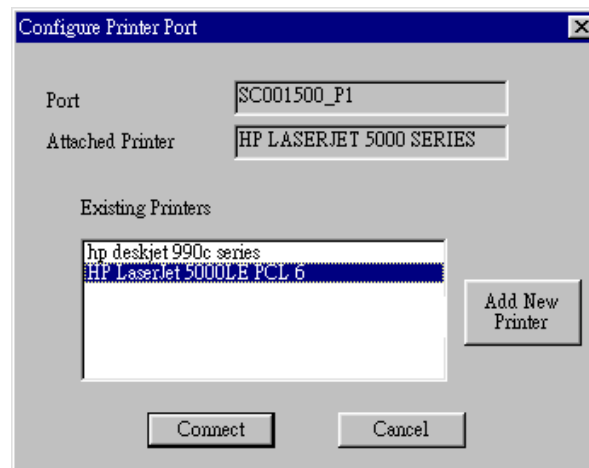 Configure Printer Port
Port
SC001500_P1
Attached Printer
HP LASERJET 5000 SERIES
Existing Printers
hp deskjet 990c series
HP LaserJet 5000LE PCL 6
Add New
Printer
Connect
Cancel